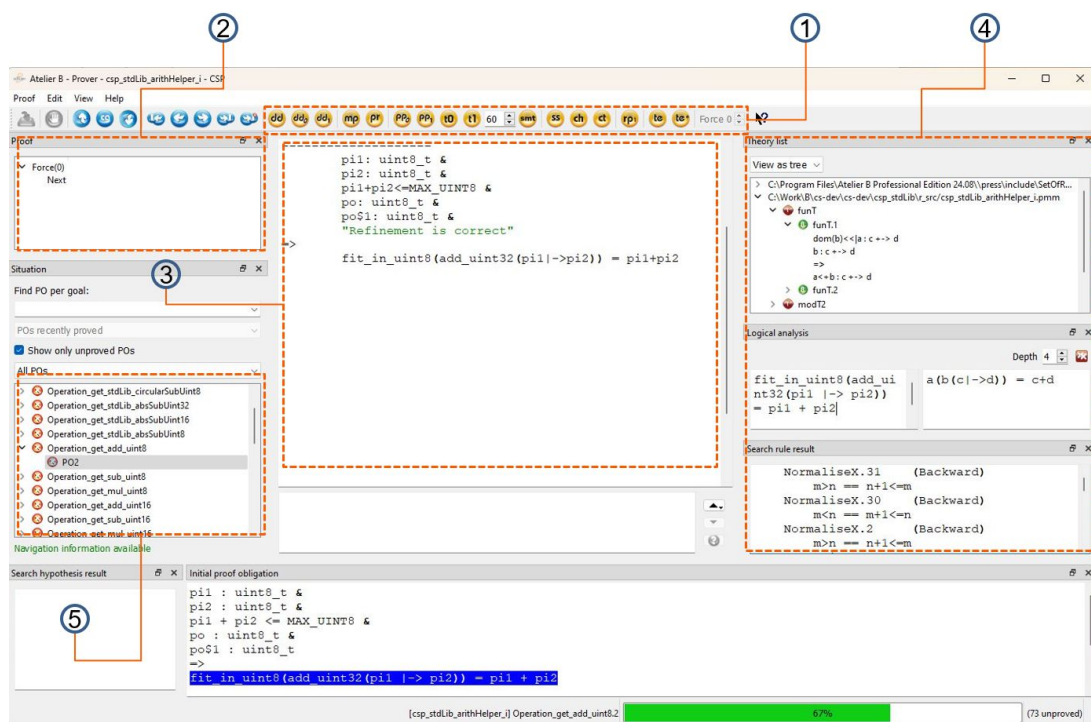 2
1
4
Atelier B - Prover - csp_stdLib_arithHelper_i - CSP
Proof Edit View Help
dd dd0 dd1 mp pr PP0 PP1 t0 t1 60 smt ss ch ct rp1 te te+ Force 0
Proof
Force(0)
Next
pi1: uint8_t &
pi2: uint8_t &
pi1+pi2<=MAX_UINT8 &
po: uint8_t &
po$1: uint8_t &
"Refinement is correct"
=>
fit_in_uint8(add_uint32(pi1|->pi2)) = pi1+pi2
Theory list
View as tree
C:\Program Files\Atelier B Professional Edition 24.08\\press\include\SetOfR...
C:\Work\B\cs-dev\cs-dev\csp_stdLib\r_src/csp_stdLib_arithHelper_i.pmm
funT
funT.1
dom(b)<<|a : c +-> d
b : c +-> d
=>
a<+b : c +-> d
funT.2
modT2
Situation
3
Find PO per goal:
POs recently proved
Show only unproved POs
All POs
Operation_get_stdLib_circularSubUint8
Operation_get_stdLib_absSubUint32
Operation_get_stdLib_absSubUint16
Operation_get_stdLib_absSubUint8
Operation_get_add_uint8
PO2
Operation_get_sub_uint8
Operation_get_mul_uint8
Operation_get_add_uint16
Operation_get_sub_uint16
Operation_get_mul_uint16
Navigation information available
Logical analysis
Depth 4
fit_in_uint8(add_ui
nt32(pi1 |-> pi2))
= pi1 + pi2
a(b(c|->d)) = c+d
Search rule result
NormaliseX.31 (Backward)
m>n == n+1<=m
NormaliseX.30 (Backward)
m<n == m+1<=n
NormaliseX.2 (Backward)
m>n == n+1<=m
Search hypothesis result
5
Initial proof obligation
pi1 : uint8_t &
pi2 : uint8_t &
pi1 + pi2 <= MAX_UINT8 &
po : uint8_t &
po$1 : uint8_t
=>
fit_in_uint8(add_uint32(pi1 |-> pi2)) = pi1 + pi2
[csp_stdLib_arithHelper_i] Operation_get_add_uint8.2 67% (73 unproved)